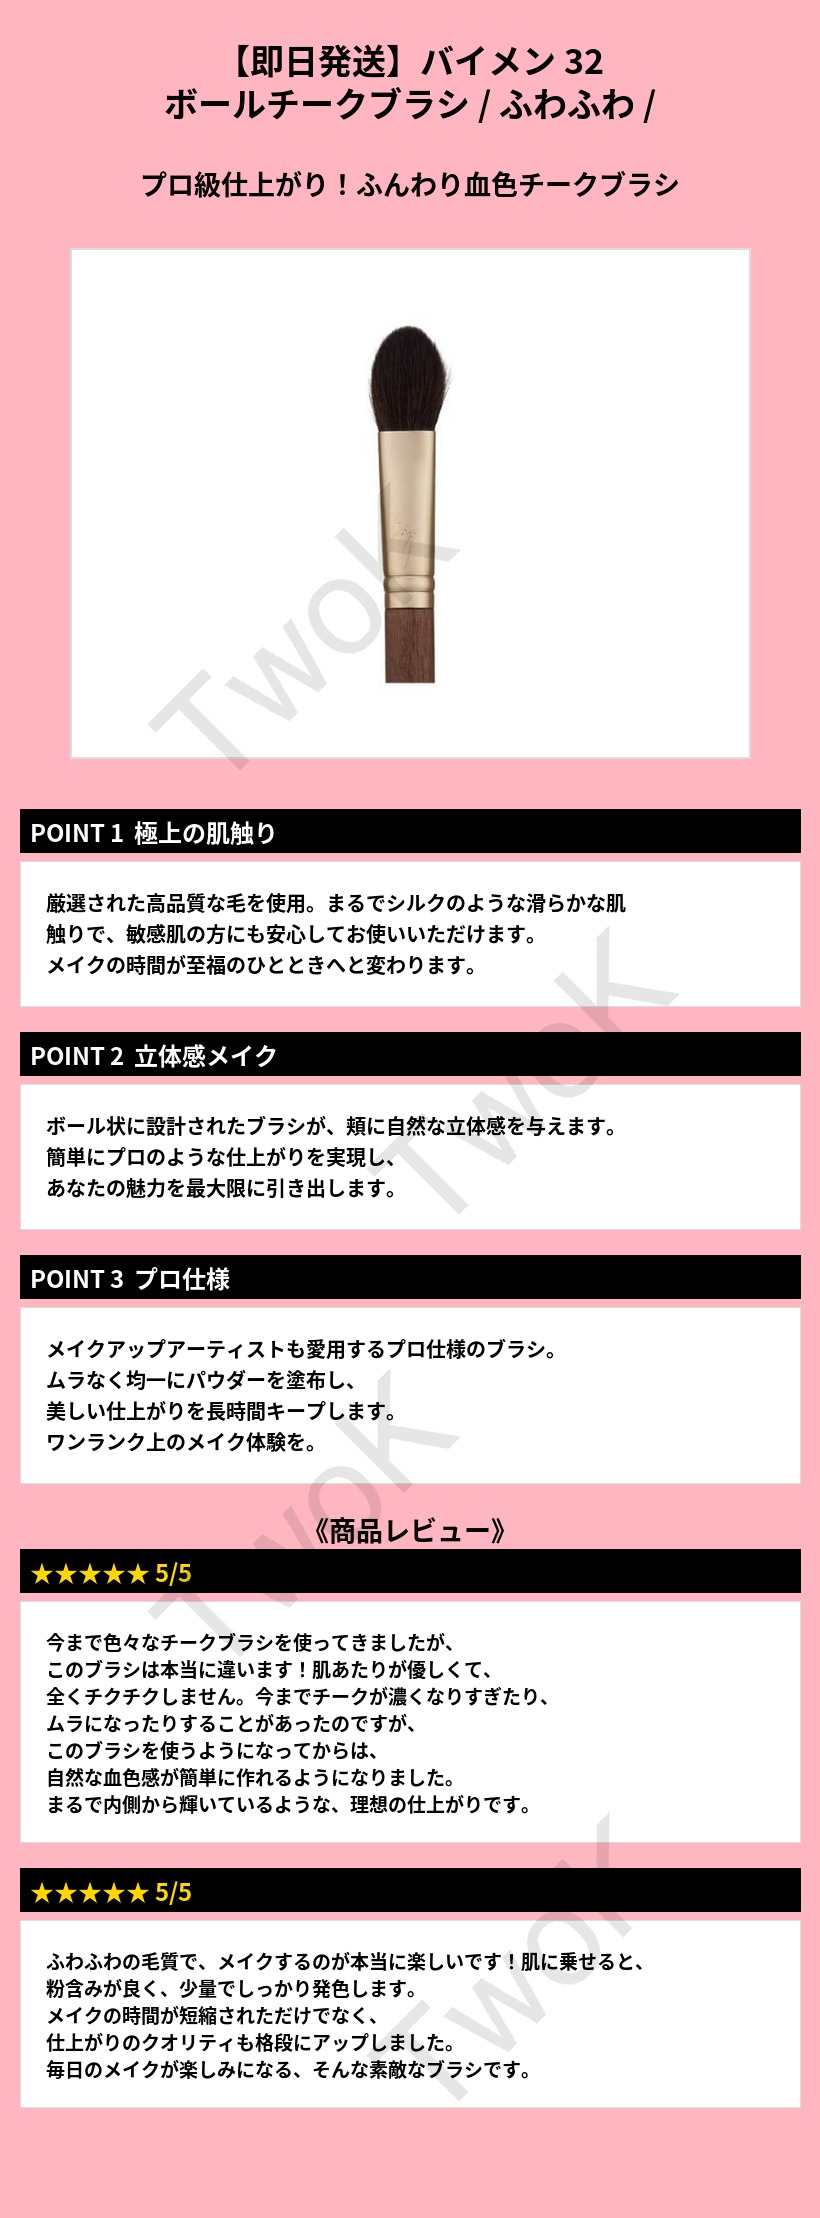 【即日発送】バイメン 32
ボールチークブラシ / ふわふわ /
プロ級仕上がり！ふんわり血色チークブラシ
TwoK
POINT 1 極上の肌触り
厳選された高品質な毛を使用。まるでシルクのような滑らかな肌
触りで、敏感肌の方にも安心してお使いいただけます。
メイクの時間が至福のひとときへと変わります。
TwoK
POINT 2 立体感メイク
ボール状に設計されたブラシが、頬に自然な立体感を与えます。
簡単にプロのような仕上がりを実現し、
あなたの魅力を最大限に引き出します。
POINT 3 プロ仕様
メイクアップアーティストも愛用するプロ仕様のブラシ。
ムラなく均一にパウダーを塗布し、
美しい仕上がりを長時間キープします。
ワンランク上のメイク体験を。
TwoK
《商品レビュー》
★★★★★ 5/5
今まで色々なチークブラシを使ってきましたが、
このブラシは本当に違います！肌あたりが優しくて、
全くチクチクしません。今までチークが濃くなりすぎたり、
ムラになったりすることがあったのですが、
このブラシを使うようになってからは、
自然な血色感が簡単に作れるようになりました。
まるで内側から輝いているような、理想の仕上がりです。
★★★★★ 5/5
ふわふわの毛質で、メイクするのが本当に楽しいです！肌に乗せると、
粉含みが良く、少量でしっかり発色します。
メイクの時間が短縮されただけでなく、
仕上がりのクオリティも格段にアップしました。
毎日のメイクが楽しみになる、そんな素敵なブラシです。
TwoK